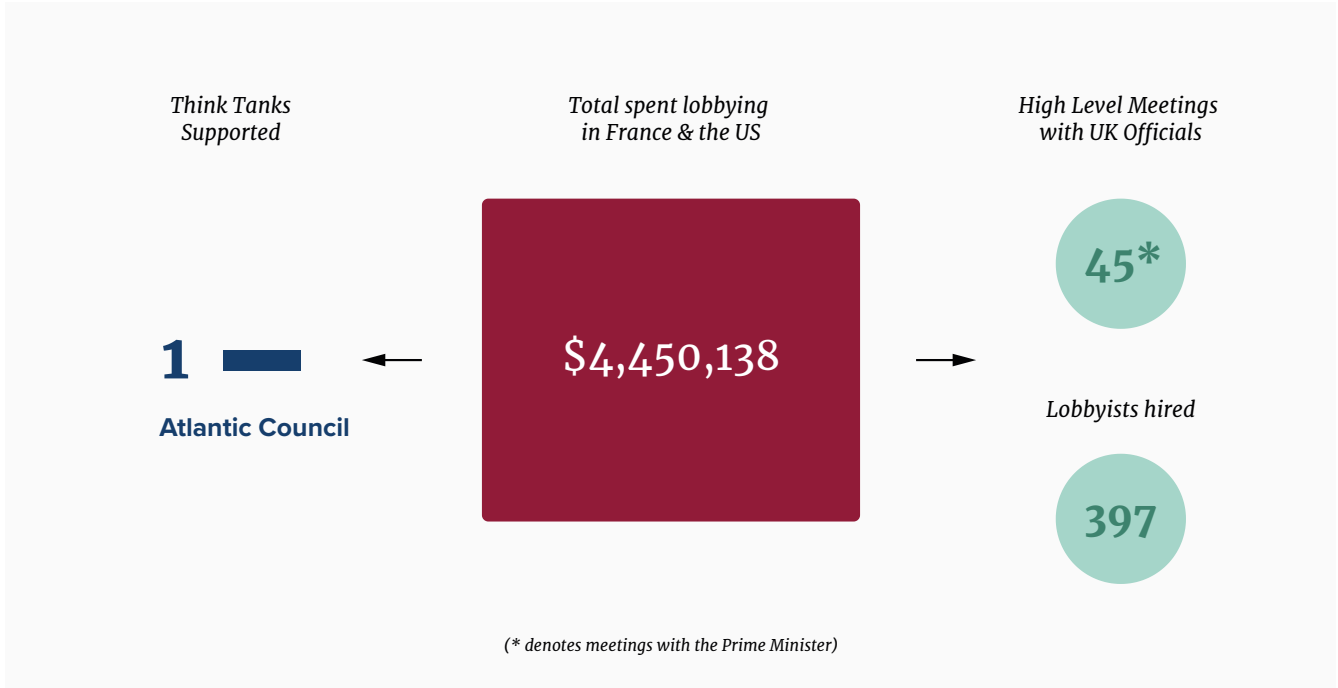 Think Tanks
Supported
1
Atlantic Council
Total spent lobbying
in France & the US
$4,450,138
High Level Meetings
with UK Officials
45*
Lobbyists hired
397
(* denotes meetings with the Prime Minister)